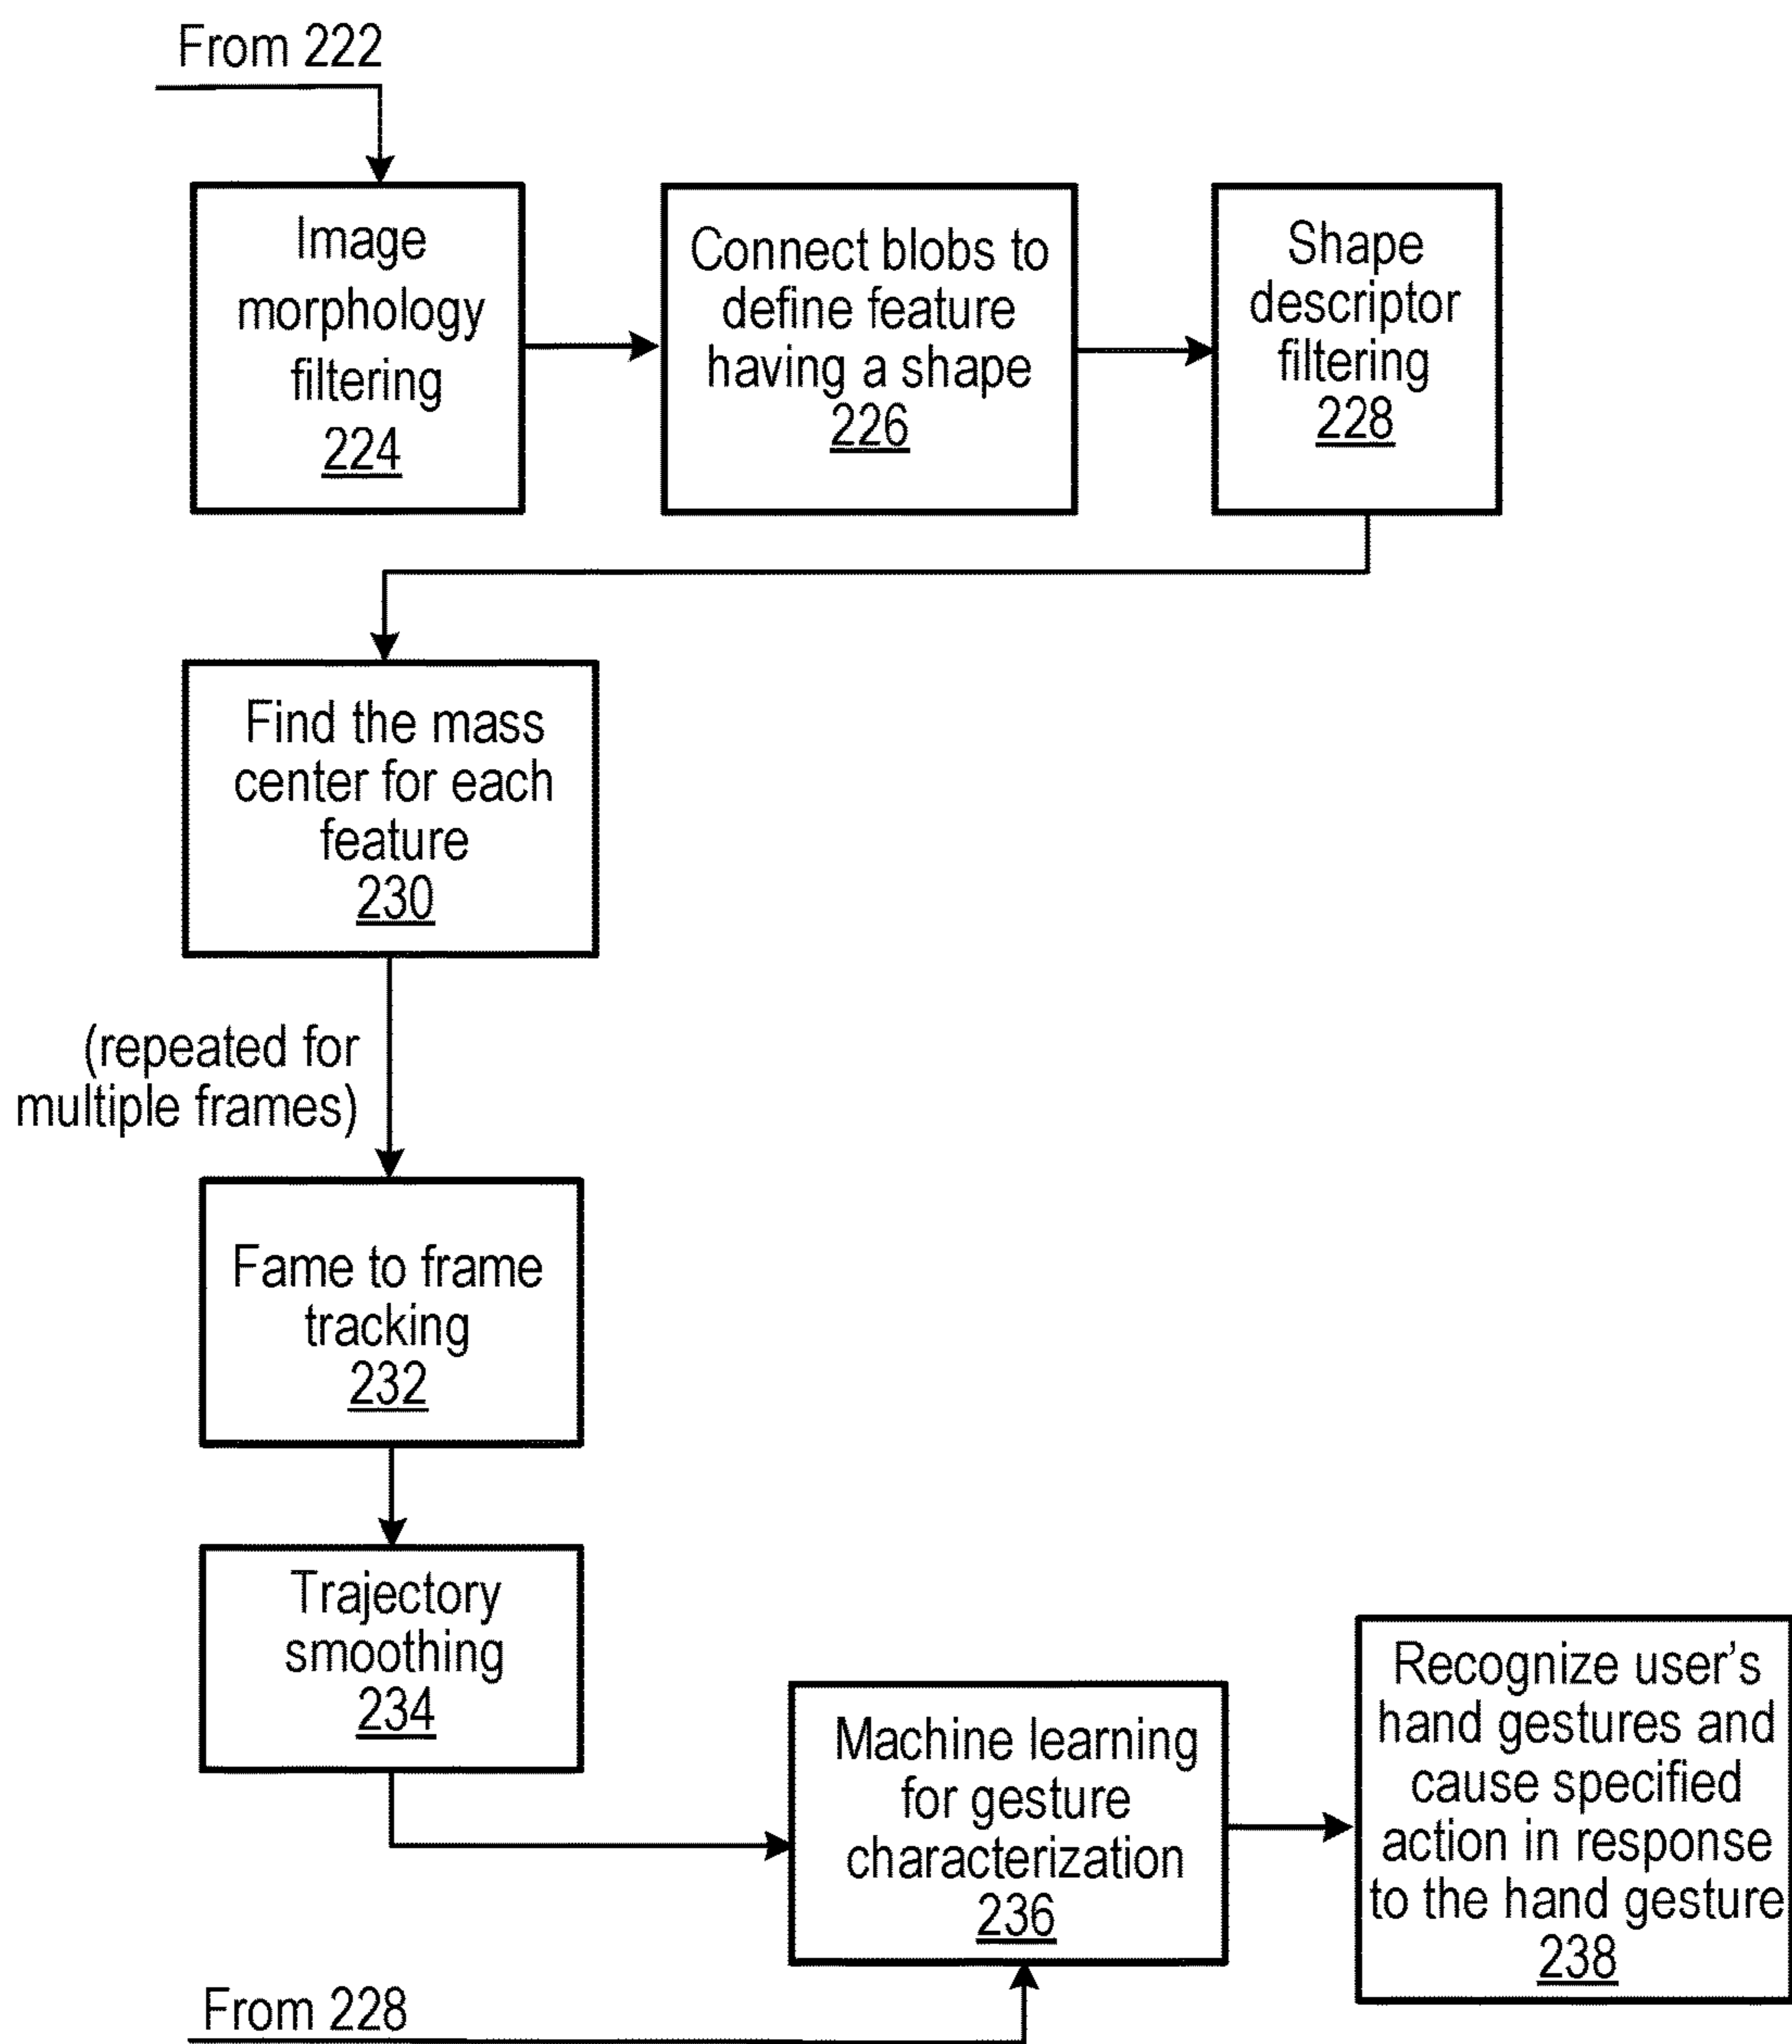 From 222
Image
morphology
filtering
224
Connect blobs to
define feature
having a shape
226
Shape
descriptor
filtering
228
Find the mass
center for each
feature
230
(repeated for
multiple frames)
Fame to frame
tracking
232
Trajectory
smoothing
234
Machine learning
for gesture
characterization
236
Recognize user's
hand gestures and
cause specified
action in response
to the hand gesture
238
From 228